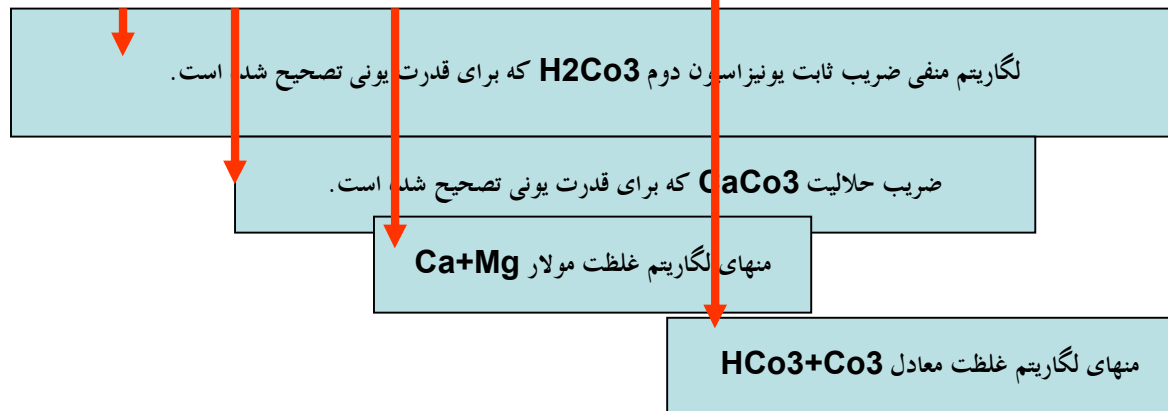 لگاریتم منفی ضریب ثابت یونیزاسیون دوم H2Co3 که برای قدرت یونی تصحیح شده است.
ضریب حلالیت CaCo3 که برای قدرت یونی تصحیح شده است.
منهای لگاریتم غلظت مولار Ca+Mg
منهای لگاریتم غلظت معادل HCo3+Co3